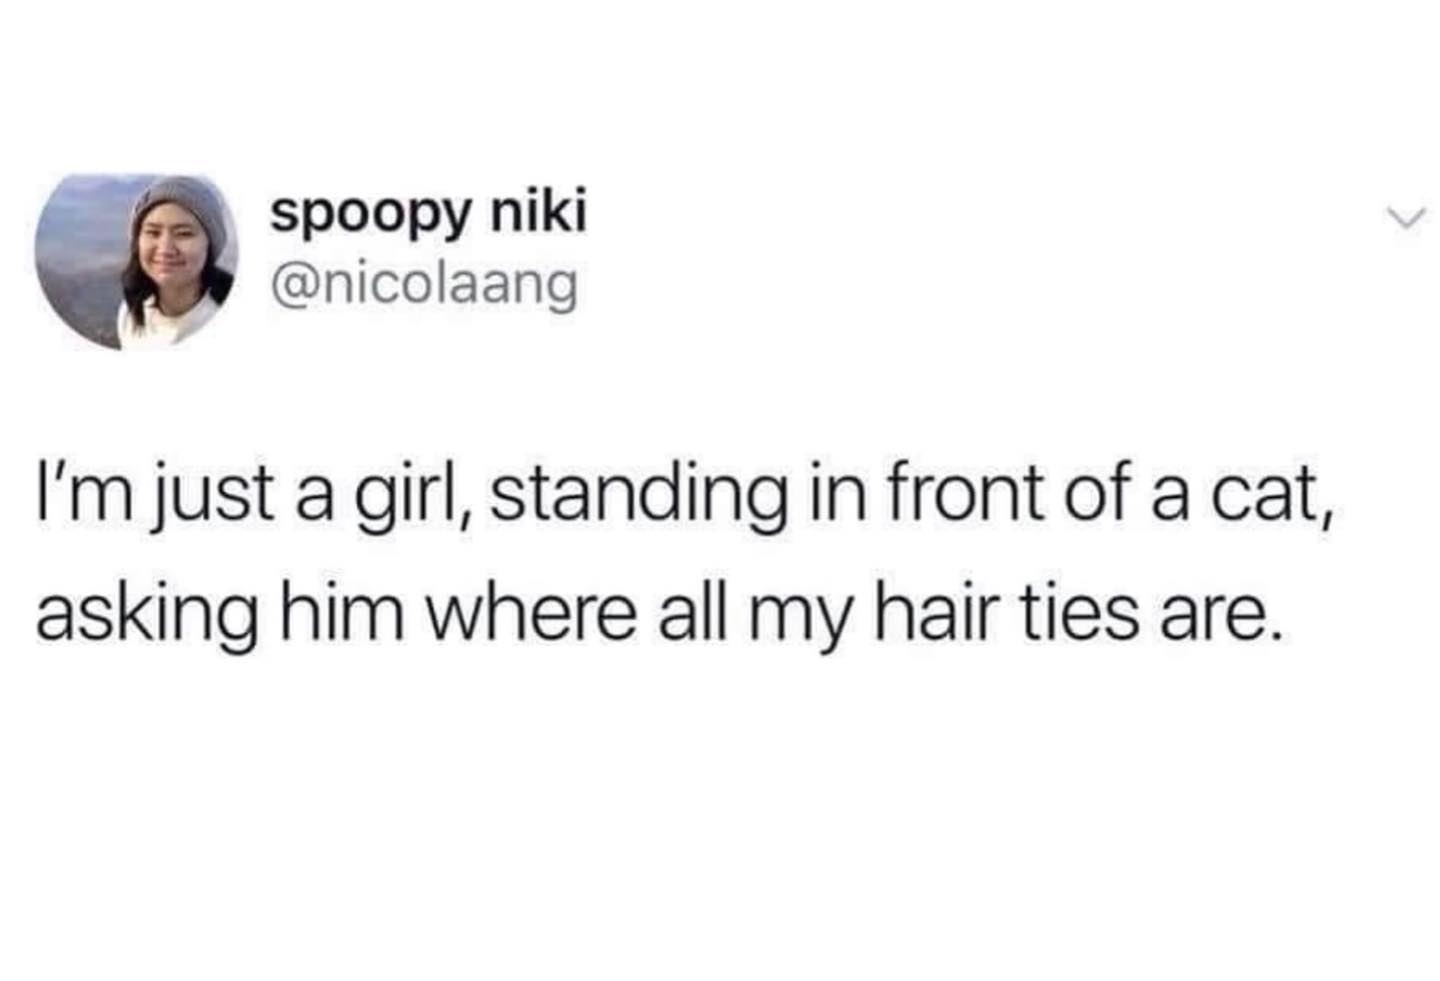 spoopy niki
@nicolaang
I'm just a girl, standing in front of a cat,
asking him where all my hair ties are.